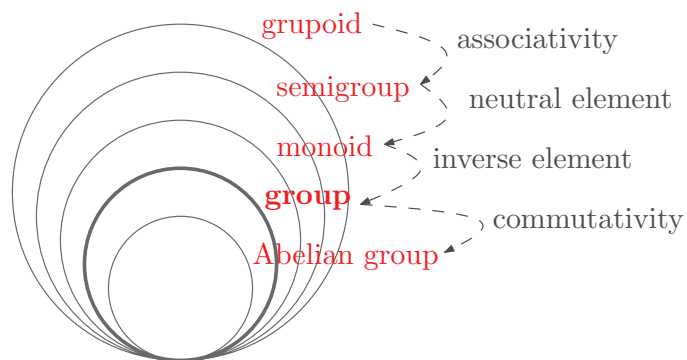 grupoid
associativity
semigroup
neutral element
monoid
inverse element
group
commutativity
Abelian group